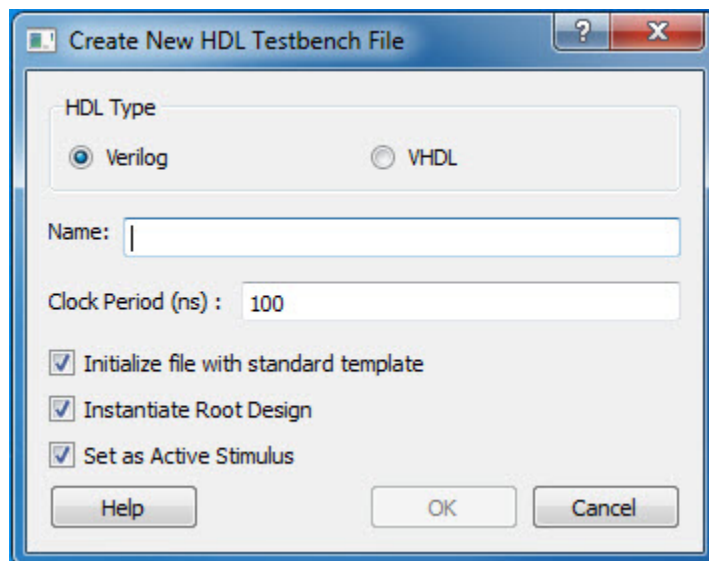 Create New HDL Testbench File
HDL Type
Verilog VHDL
Name:
Clock Period (ns) : 100
Initialize file with standard template
Instantiate Root Design
Set as Active Stimulus
Help OK Cancel